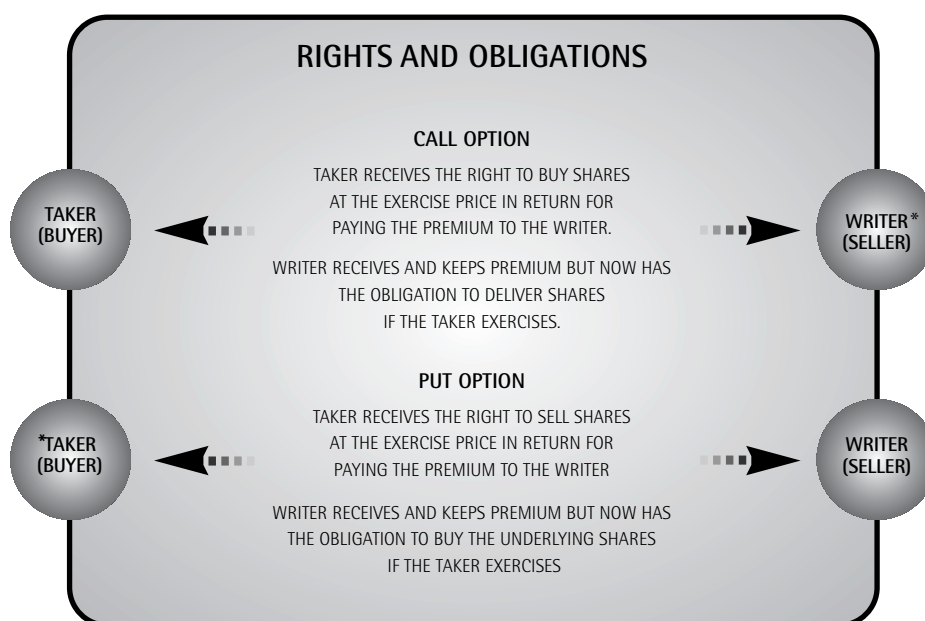 RIGHTS AND OBLIGATIONS
CALL OPTION
TAKER RECEIVES THE RIGHT TO BUY SHARES
AT THE EXERCISE PRICE IN RETURN FOR
PAYING THE PREMIUM TO THE WRITER.
WRITER RECEIVES AND KEEPS PREMIUM BUT NOW HAS
THE OBLIGATION TO DELIVER SHARES
IF THE TAKER EXERCISES.
TAKER
(BUYER)
WRITER*
(SELLER)
PUT OPTION
TAKER RECEIVES THE RIGHT TO SELL SHARES
AT THE EXERCISE PRICE IN RETURN FOR
PAYING THE PREMIUM TO THE WRITER
WRITER RECEIVES AND KEEPS PREMIUM BUT NOW HAS
THE OBLIGATION TO BUY THE UNDERLYING SHARES
IF THE TAKER EXERCISES
*TAKER
(BUYER)
WRITER
(SELLER)